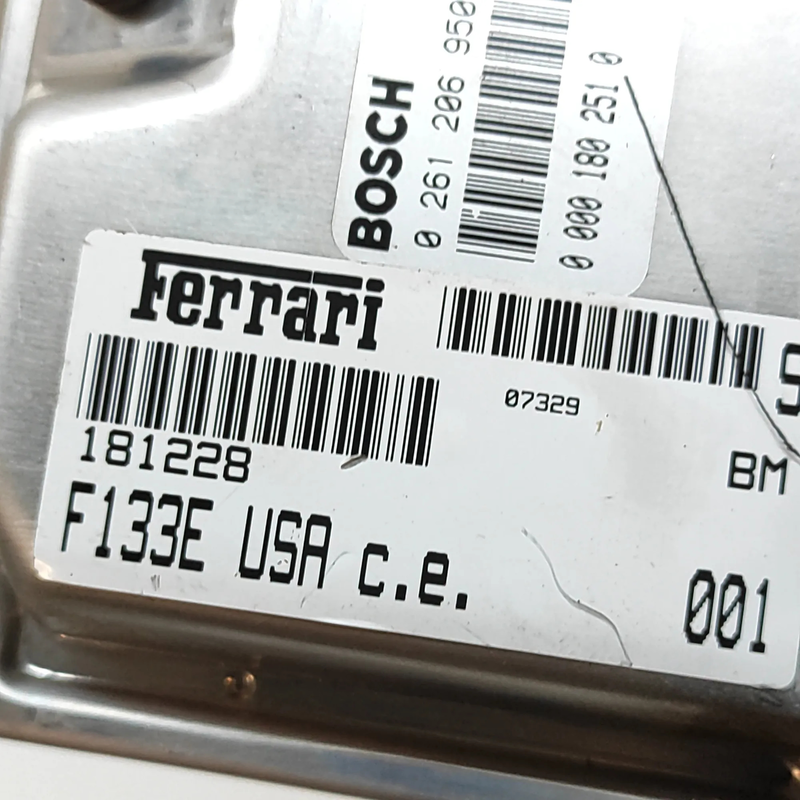 BOSCH
0 261 206 950
0 000 180 251 0
Ferrari
181228
07329
BM
F133E USA c.e.
001